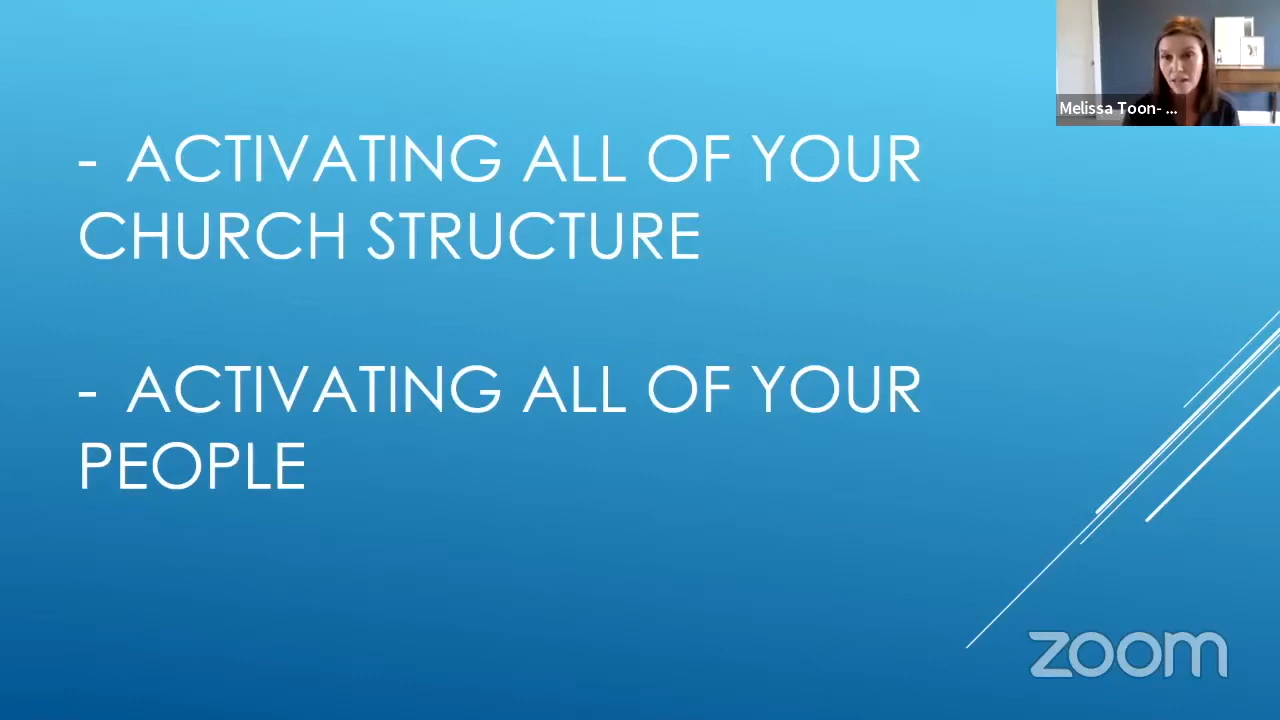 - ACTIVATING ALL OF YOUR
CHURCH STRUCTURE
- ACTIVATING ALL OF YOUR
PEOPLE
Melissa Toon- ...
zoom